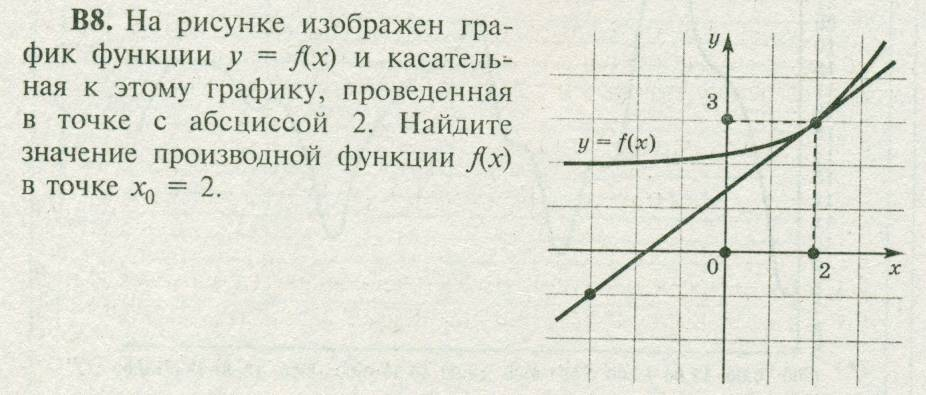 В8. На рисунке изображен гра-
фик функции y = f(x) и касатель-
ная к этому графику, проведенная
в точке с абсциссой 2. Найдите
значение производной функции f(x)
в точке x₀ = 2.
y
3
y = f(x)
0
2
x